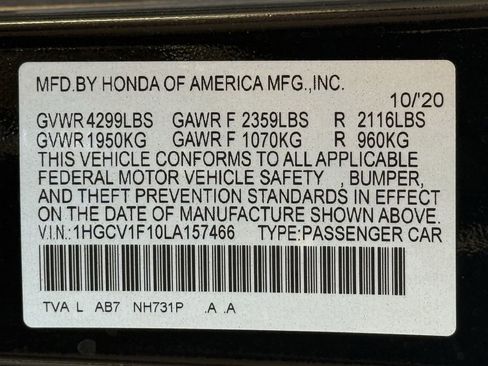 MFD.BY HONDA OF AMERICA MFG.,INC.
10/'20
GVWR 4299LBS GAWR F 2359LBS R 2116LBS
GVWR 1950KG GAWR F 1070KG R 960KG
THIS VEHICLE CONFORMS TO ALL APPLICABLE
FEDERAL MOTOR VEHICLE SAFETY , BUMPER,
AND THEFT PREVENTION STANDARDS IN EFFECT
ON THE DATE OF MANUFACTURE SHOWN ABOVE.
V.I.N.:1HGCV1F10LA157466 TYPE:PASSENGER CAR
TVA L AB7 NH731P .A .A